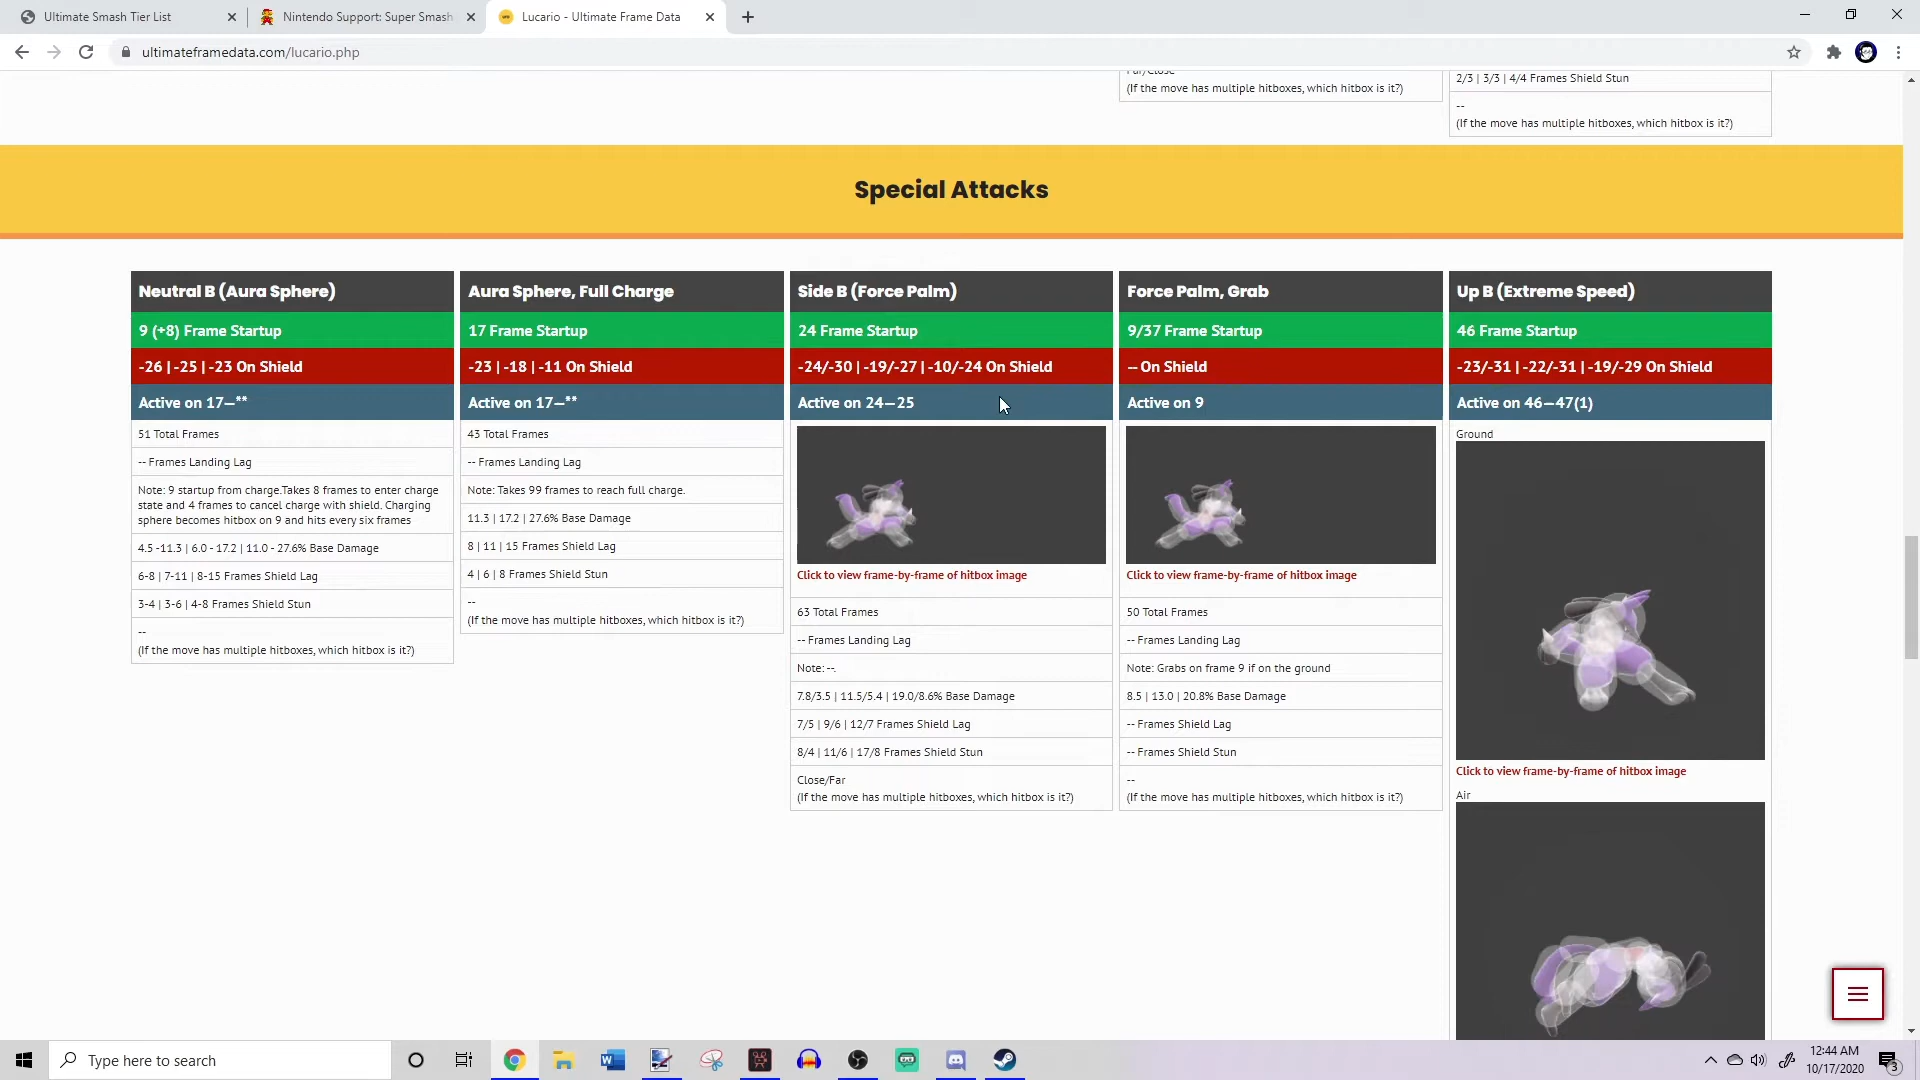 Ultimate Smash Tier List
Nintendo Support: Super Smash
Lucario - Ultimate Frame Data
ultimateframedata.com/lucario.php
(If the move has multiple hitboxes, which hitbox is it?)
2/3 | 3/3 | 4/4 Frames Shield Stun
--
(If the move has multiple hitboxes, which hitbox is it?)
Special Attacks
Neutral B (Aura Sphere)
9 (+8) Frame Startup
-26 | -25 | -23 On Shield
Active on 17—**
51 Total Frames
-- Frames Landing Lag
Note: 9 startup from charge.Takes 8 frames to enter charge
state and 4 frames to cancel charge with shield. Charging
sphere becomes hitbox on 9 and hits every six frames
4.5 -11.3 | 6.0 - 17.2 | 11.0 - 27.6% Base Damage
6-8 | 7-11 | 8-15 Frames Shield Lag
3-4 | 3-6 | 4-8 Frames Shield Stun
--
(If the move has multiple hitboxes, which hitbox is it?)
Aura Sphere, Full Charge
17 Frame Startup
-23 | -18 | -11 On Shield
Active on 17—**
43 Total Frames
-- Frames Landing Lag
Note: Takes 99 frames to reach full charge.
11.3 | 17.2 | 27.6% Base Damage
8 | 11 | 15 Frames Shield Lag
4 | 6 | 8 Frames Shield Stun
--
(If the move has multiple hitboxes, which hitbox is it?)
Side B (Force Palm)
24 Frame Startup
-24/-30 | -19/-27 | -10/-24 On Shield
Active on 24—25
Click to view frame-by-frame of hitbox image
63 Total Frames
-- Frames Landing Lag
Note: --.
7.8/3.5 | 11.5/5.4 | 19.0/8.6% Base Damage
7/5 | 9/6 | 12/7 Frames Shield Lag
8/4 | 11/6 | 17/8 Frames Shield Stun
Close/Far
(If the move has multiple hitboxes, which hitbox is it?)
Force Palm, Grab
9/37 Frame Startup
-- On Shield
Active on 9
Click to view frame-by-frame of hitbox image
50 Total Frames
-- Frames Landing Lag
Note: Grabs on frame 9 if on the ground
8.5 | 13.0 | 20.8% Base Damage
-- Frames Shield Lag
-- Frames Shield Stun
--
(If the move has multiple hitboxes, which hitbox is it?)
Up B (Extreme Speed)
46 Frame Startup
-23/-31 | -22/-31 | -19/-29 On Shield
Active on 46—47(1)
Ground
Click to view frame-by-frame of hitbox image
Air
Type here to search
12:44 AM
10/17/2020
3